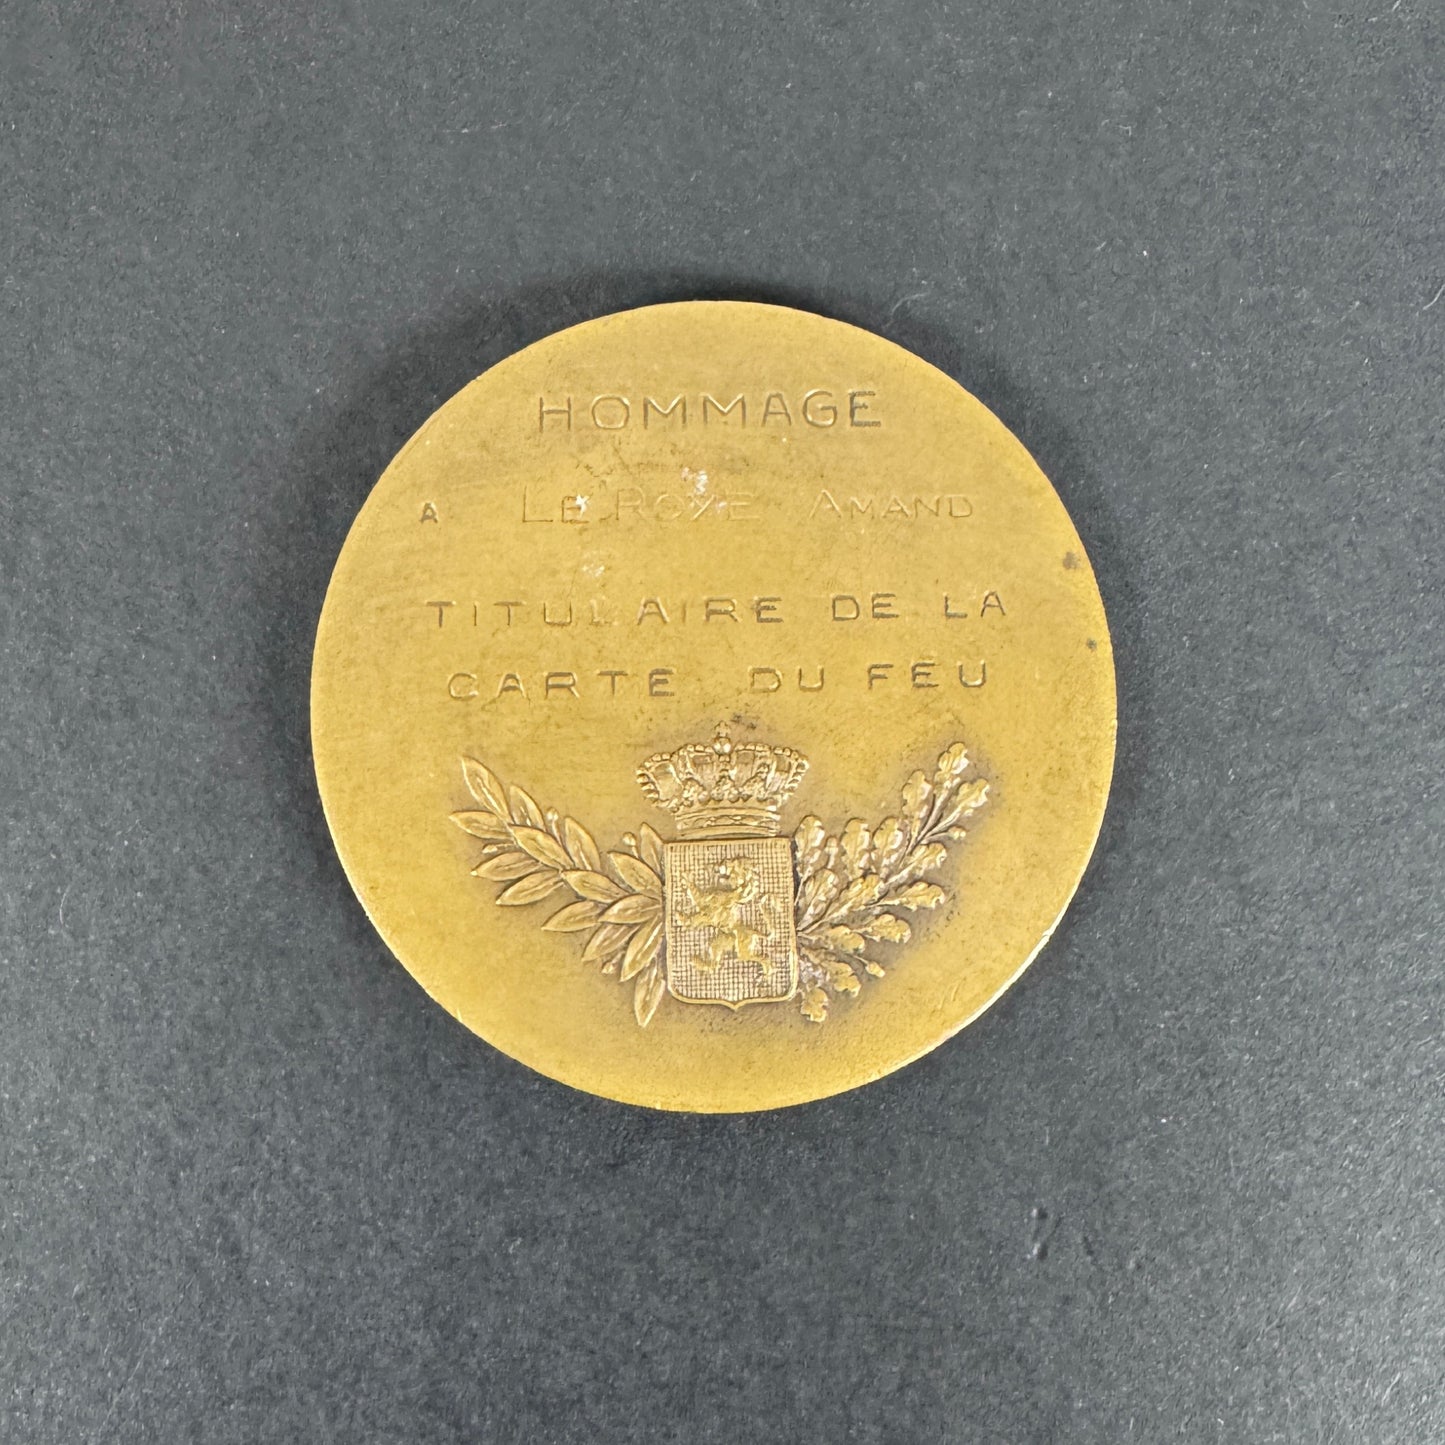 HOMMAGE
A LE ROYE AMAND
TITULAIRE DE LA
CARTE DU FEU